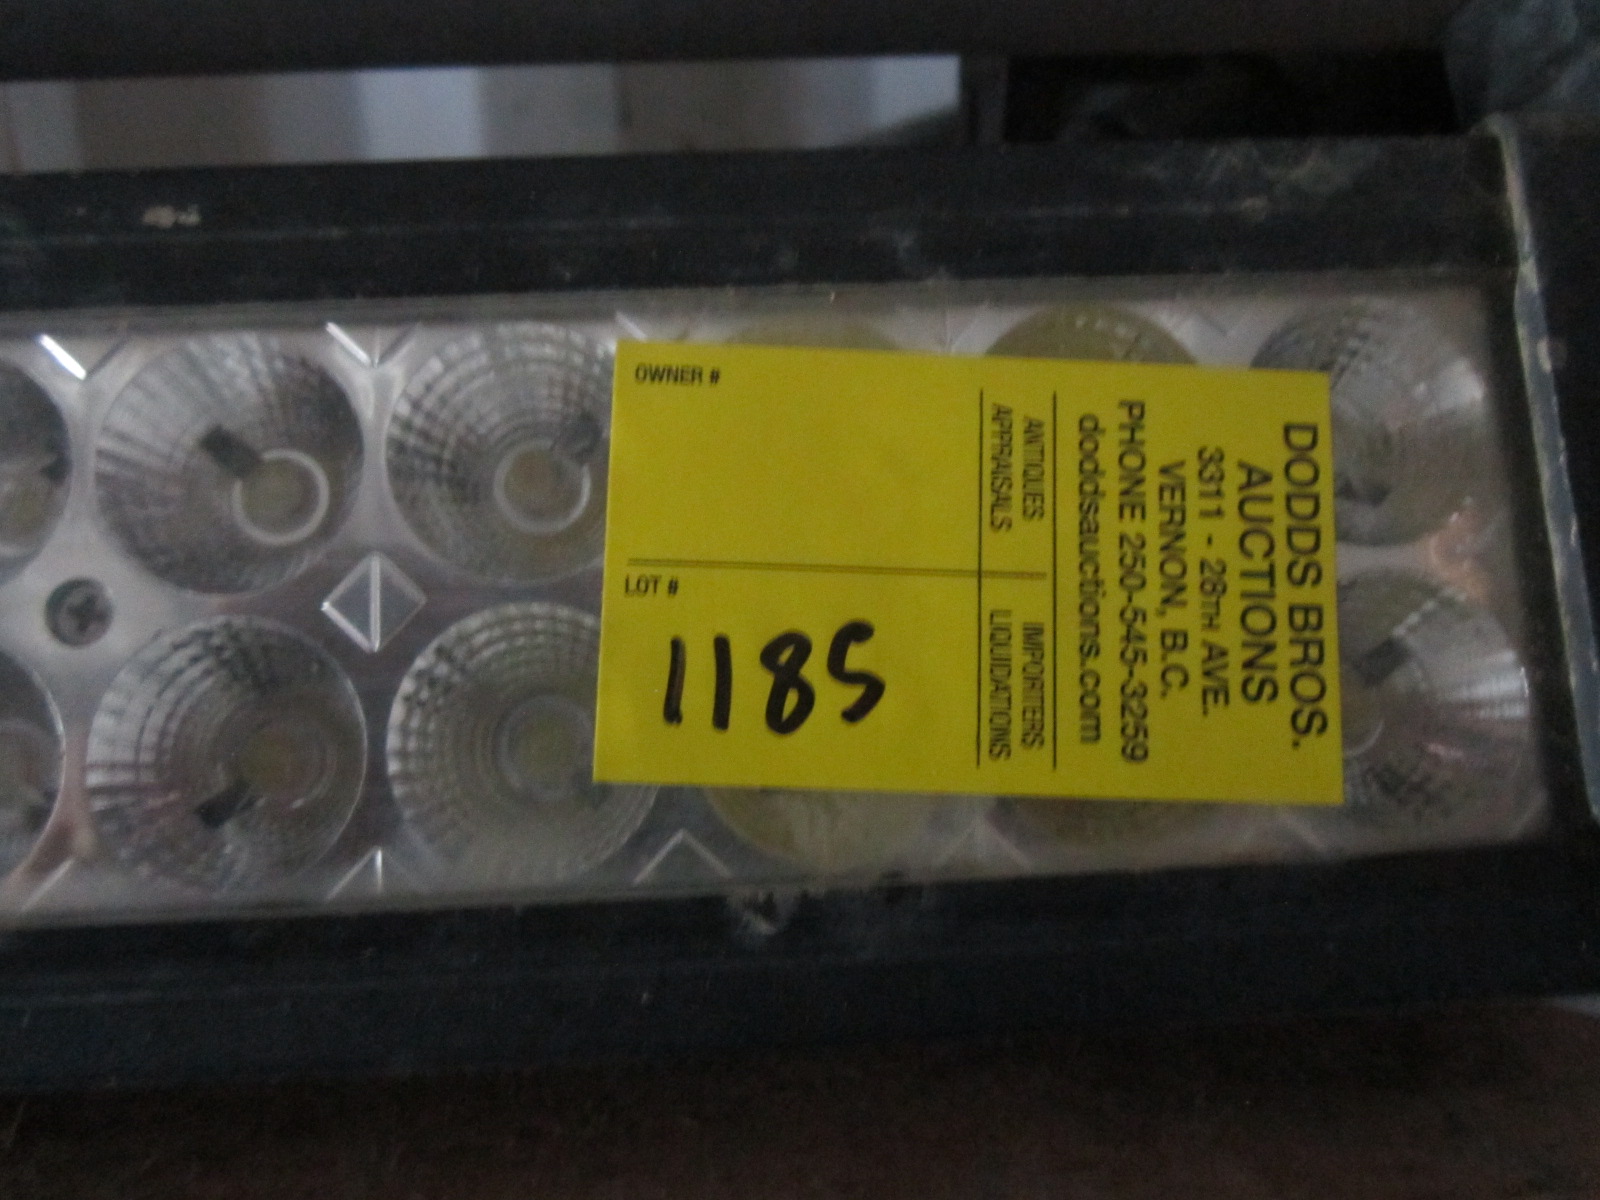 DODDS BROS.
AUCTIONS
3311 - 28TH AVE.
VERNON, B.C.
PHONE 250-545-3259
doddsauctions.com
ANTIQUES IMPORTERS
APPRAISALS LIQUIDATIONS
OWNER #
LOT #
1185